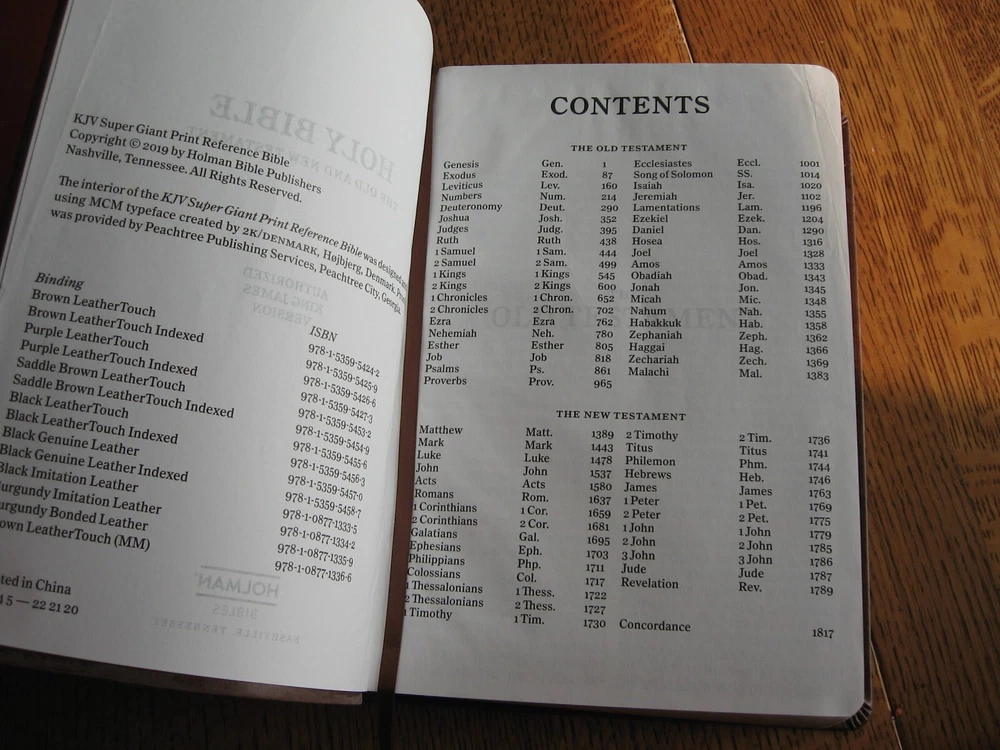 KJV Super Giant Print Reference Bible
Copyright © 2019 by Holman Bible Publishers
Nashville, Tennessee. All Rights Reserved.
The interior of the KJV Super Giant Print Reference Bible was designed
using MCM typeface created by 2K/DENMARK, Højbjerg, Denmark.
was provided by Peachtree Publishing Services, Peachtree City, Georgia.
Binding ISBN
Brown LeatherTouch 978-1-5359-5424-2
Brown LeatherTouch Indexed 978-1-5359-5425-9
Purple LeatherTouch 978-1-5359-5426-6
Purple LeatherTouch Indexed 978-1-5359-5427-3
Saddle Brown LeatherTouch 978-1-5359-5453-2
Saddle Brown LeatherTouch Indexed 978-1-5359-5454-9
Black LeatherTouch 978-1-5359-5455-6
Black LeatherTouch Indexed 978-1-5359-5456-3
Black Genuine Leather 978-1-5359-5457-0
Black Genuine Leather Indexed 978-1-5359-5458-7
Black Imitation Leather 978-1-0877-1333-5
urgundy Imitation Leather 978-1-0877-1334-2
urgundy Bonded Leather 978-1-0877-1335-9
own LeatherTouch (MM) 978-1-0877-1336-6
ted in China
4 5 — 22 21 20
CONTENTS
THE OLD TESTAMENT
Genesis Gen. 1 Ecclesiastes Eccl. 1001
Exodus Exod. 87 Song of Solomon SS. 1014
Leviticus Lev. 160 Isaiah Isa. 1020
Numbers Num. 214 Jeremiah Jer. 1102
Deuteronomy Deut. 290 Lamentations Lam. 1196
Joshua Josh. 352 Ezekiel Ezek. 1204
Judges Judg. 395 Daniel Dan. 1290
Ruth Ruth 438 Hosea Hos. 1316
1 Samuel 1 Sam. 444 Joel Joel 1328
2 Samuel 2 Sam. 499 Amos Amos 1333
1 Kings 1 Kings 545 Obadiah Obad. 1343
2 Kings 2 Kings 600 Jonah Jon. 1345
1 Chronicles 1 Chron. 652 Micah Mic. 1348
2 Chronicles 2 Chron. 702 Nahum Nah. 1355
Ezra Ezra 762 Habakkuk Hab. 1358
Nehemiah Neh. 780 Zephaniah Zeph. 1362
Esther Esther 805 Haggai Hag. 1366
Job Job 818 Zechariah Zech. 1369
Psalms Ps. 861 Malachi Mal. 1383
Proverbs Prov. 965
THE NEW TESTAMENT
Matthew Matt. 1389 2 Timothy 2 Tim. 1736
Mark Mark 1443 Titus Titus 1741
Luke Luke 1478 Philemon Phm. 1744
John John 1537 Hebrews Heb. 1746
Acts Acts 1580 James James 1763
Romans Rom. 1637 1 Peter 1 Pet. 1769
1 Corinthians 1 Cor. 1659 2 Peter 2 Pet. 1775
2 Corinthians 2 Cor. 1681 1 John 1 John 1779
Galatians Gal. 1695 2 John 2 John 1785
Ephesians Eph. 1703 3 John 3 John 1786
Philippians Php. 1711 Jude Jude 1787
Colossians Col. 1717 Revelation Rev. 1789
1 Thessalonians 1 Thess. 1722
2 Thessalonians 2 Thess. 1727
Timothy 1 Tim. 1730 Concordance 1817